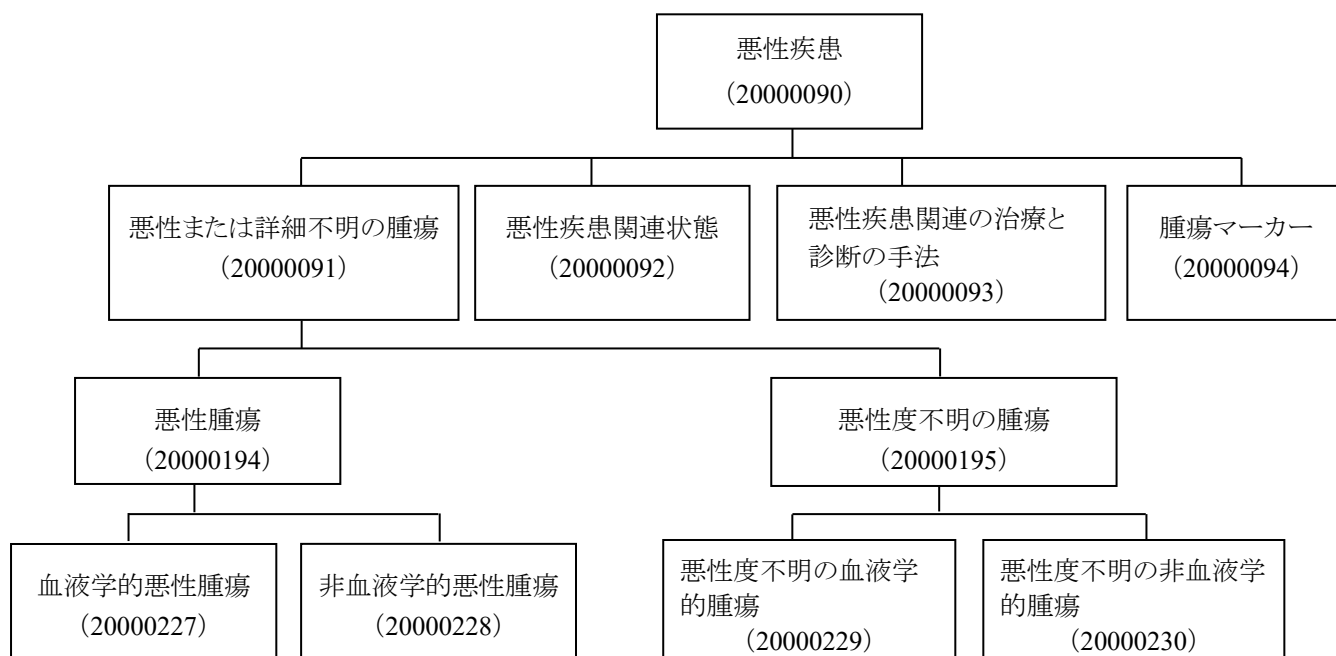 悪性疾患
(20000090)
悪性または詳細不明の腫瘍
(20000091)
悪性疾患関連状態
(20000092)
悪性疾患関連の治療と
診断の手法
(20000093)
腫瘍マーカー
(20000094)
悪性腫瘍
(20000194)
悪性度不明の腫瘍
(20000195)
血液学的悪性腫瘍
(20000227)
非血液学的悪性腫瘍
(20000228)
悪性度不明の血液学
的腫瘍
(20000229)
悪性度不明の非血液学
的腫瘍
(20000230)